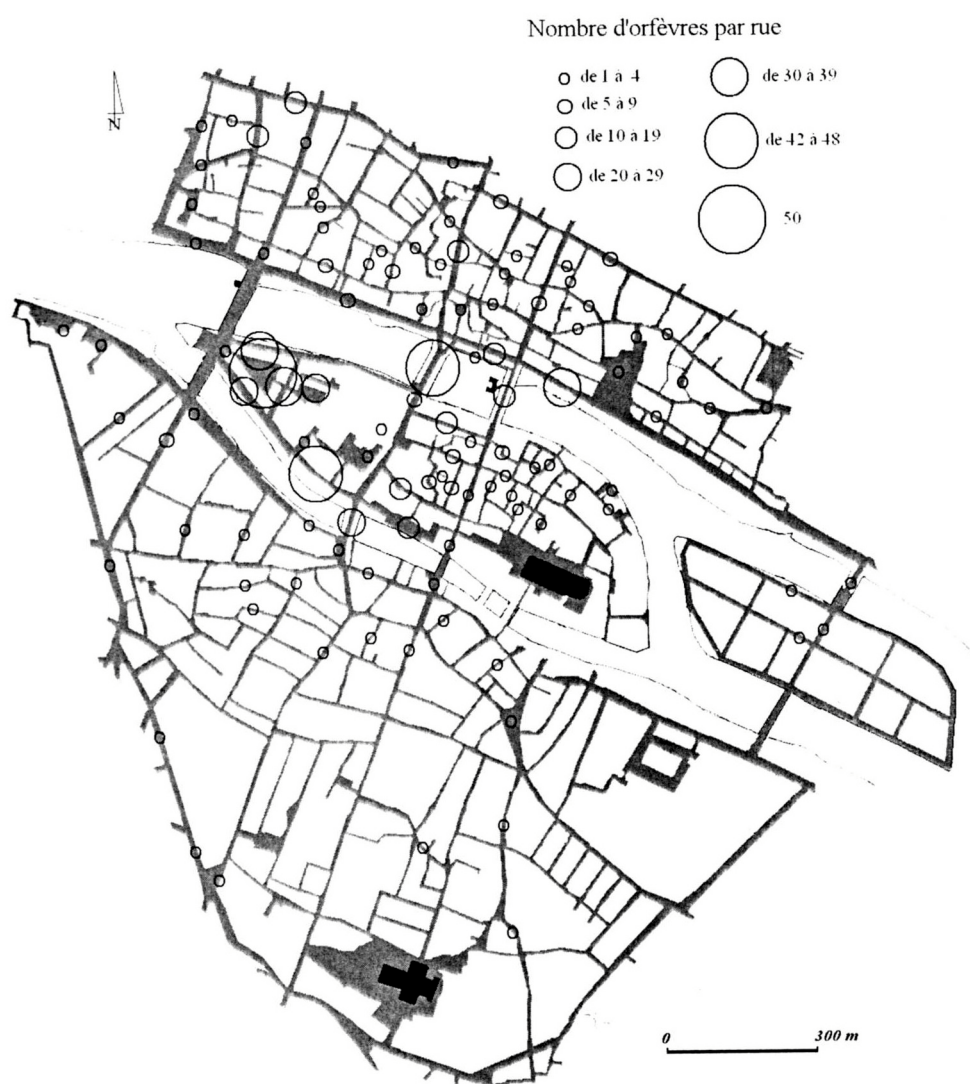 Nombre d'orfèvres par rue
de 1 à 4
de 5 à 9
de 10 à 19
de 20 à 29
de 30 à 39
de 42 à 48
50
N
0 300 m